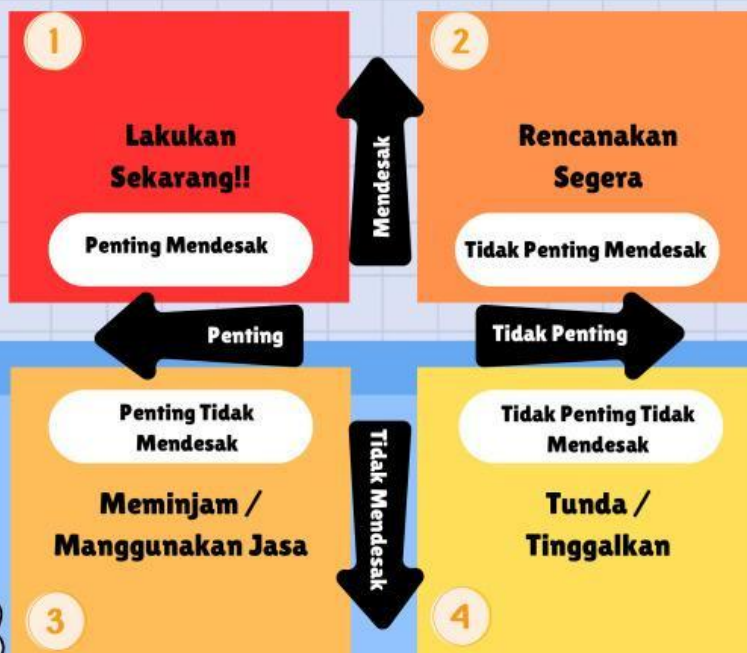 1
Lakukan
Sekarang!!
Penting Mendesak
Mendesak
2
Rencanakan
Segera
Tidak Penting Mendesak
Penting
Tidak Penting
Penting Tidak
Mendesak
Meminjam /
Manggunakan Jasa
3
Tidak Mendesak
Tidak Penting Tidak
Mendesak
Tunda /
Tinggalkan
4